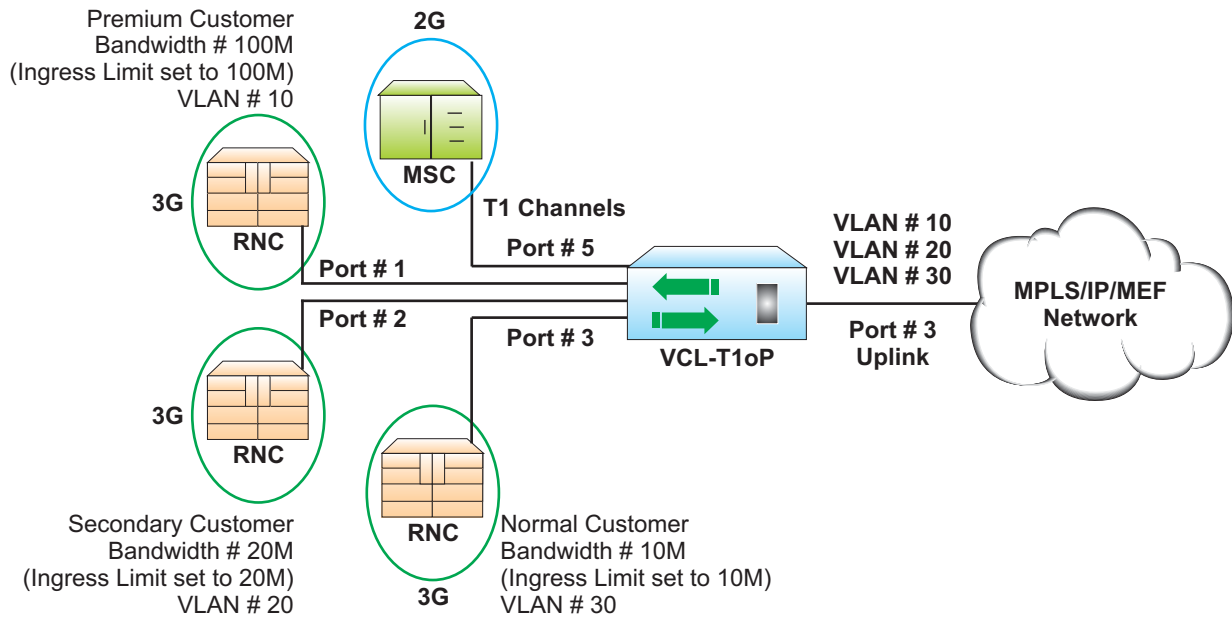 Premium Customer
Bandwidth # 100M
(Ingress Limit set to 100M)
VLAN # 10
2G
MSC
3G
RNC
T1 Channels
Port # 5
Port # 1
Port # 2
Port # 3
VCL-T1oP
VLAN # 10
VLAN # 20
VLAN # 30
Port # 3
Uplink
MPLS/IP/MEF
Network
3G
RNC
Secondary Customer
Bandwidth # 20M
(Ingress Limit set to 20M)
VLAN # 20
RNC
3G
Normal Customer
Bandwidth # 10M
(Ingress Limit set to 10M)
VLAN # 30